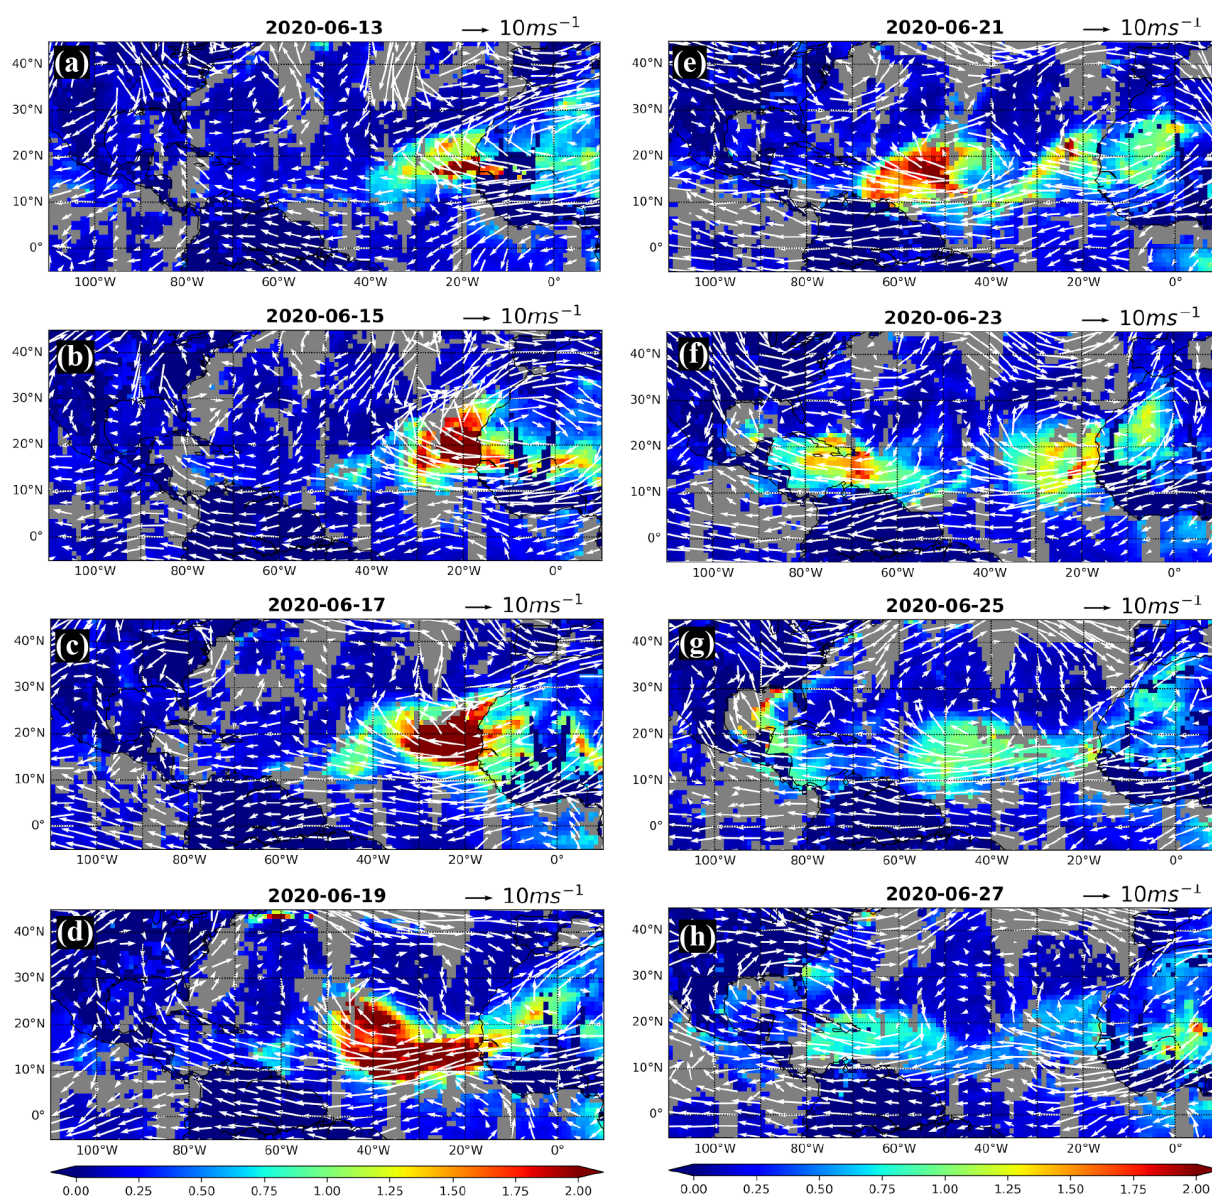 2020-06-13 10ms⁻¹
(a)
40°N
30°N
20°N
10°N
0°
100°W 80°W 60°W 40°W 20°W 0°
2020-06-15 10ms⁻¹
(b)
40°N
30°N
20°N
10°N
0°
100°W 80°W 60°W 40°W 20°W 0°
2020-06-17 10ms⁻¹
(c)
40°N
30°N
20°N
10°N
0°
100°W 80°W 60°W 40°W 20°W 0°
2020-06-19 10ms⁻¹
(d)
40°N
30°N
20°N
10°N
0°
100°W 80°W 60°W 40°W 20°W 0°
0.00 0.25 0.50 0.75 1.00 1.25 1.50 1.75 2.00
2020-06-21 10ms⁻¹
(e)
40°N
30°N
20°N
10°N
0°
100°W 80°W 60°W 40°W 20°W 0°
2020-06-23 10ms⁻¹
(f)
40°N
30°N
20°N
10°N
0°
100°W 80°W 60°W 40°W 20°W 0°
2020-06-25 10ms⁻¹
(g)
40°N
30°N
20°N
10°N
0°
100°W 80°W 60°W 40°W 20°W 0°
2020-06-27 10ms⁻¹
(h)
40°N
30°N
20°N
10°N
0°
100°W 80°W 60°W 40°W 20°W 0°
0.00 0.25 0.50 0.75 1.00 1.25 1.50 1.75 2.00